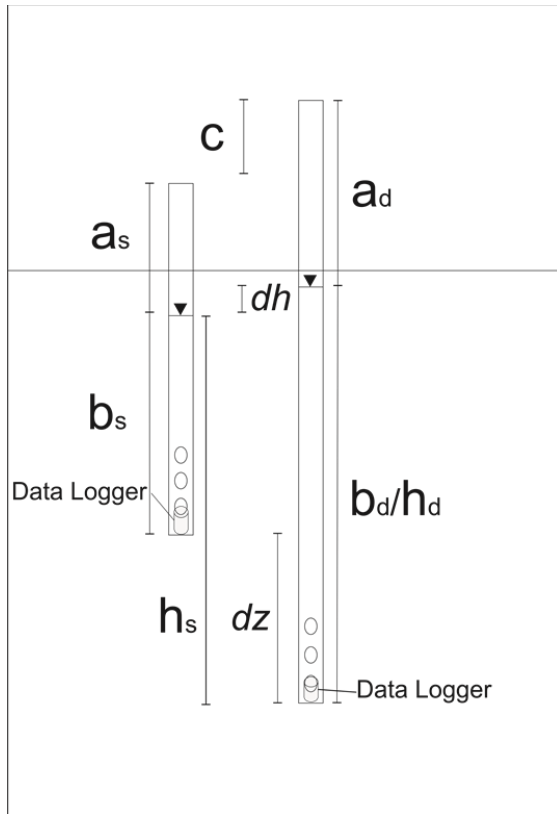 c
as
ad
dh
bs
Data Logger
bd/hd
hs
dz
Data Logger